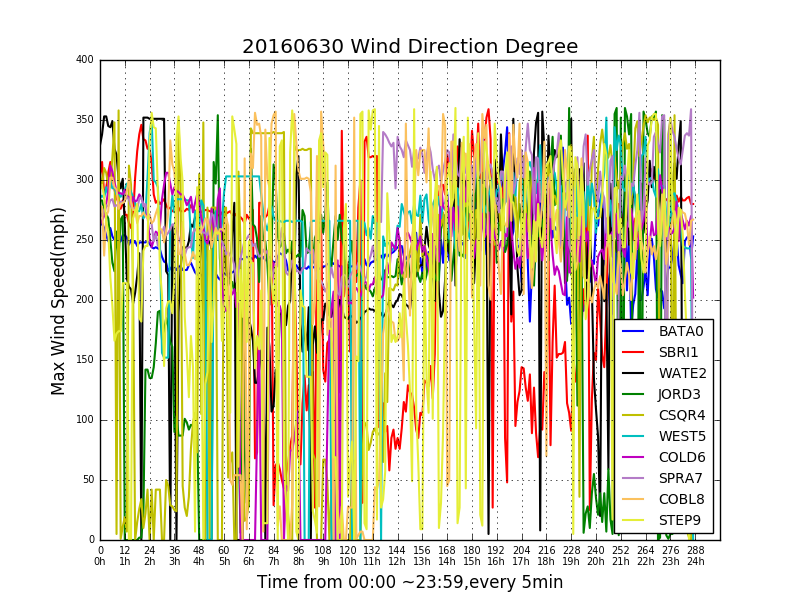 20160630 Wind Direction Degree
Max Wind Speed(mph)
400
350
300
250
200
150
100
50
0
BATA0
SBRI1
WATE2
JORD3
CSQR4
WEST5
COLD6
SPRA7
COBL8
STEP9
0 12 24 36 48 60 72 84 96 108 120 132 144 156 168 180 192 204 216 228 240 252 264 276 288
0h 1h 2h 3h 4h 5h 6h 7h 8h 9h 10h 11h 12h 13h 14h 15h 16h 17h 18h 19h 20h 21h 22h 23h 24h
Time from 00:00 ~23:59,every 5min